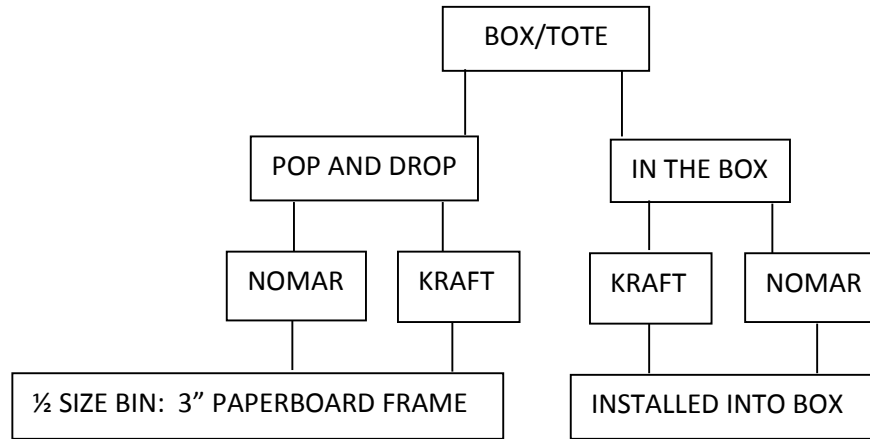 BOX/TOTE
POP AND DROP
IN THE BOX
NOMAR
KRAFT
KRAFT
NOMAR
½ SIZE BIN: 3” PAPERBOARD FRAME
INSTALLED INTO BOX